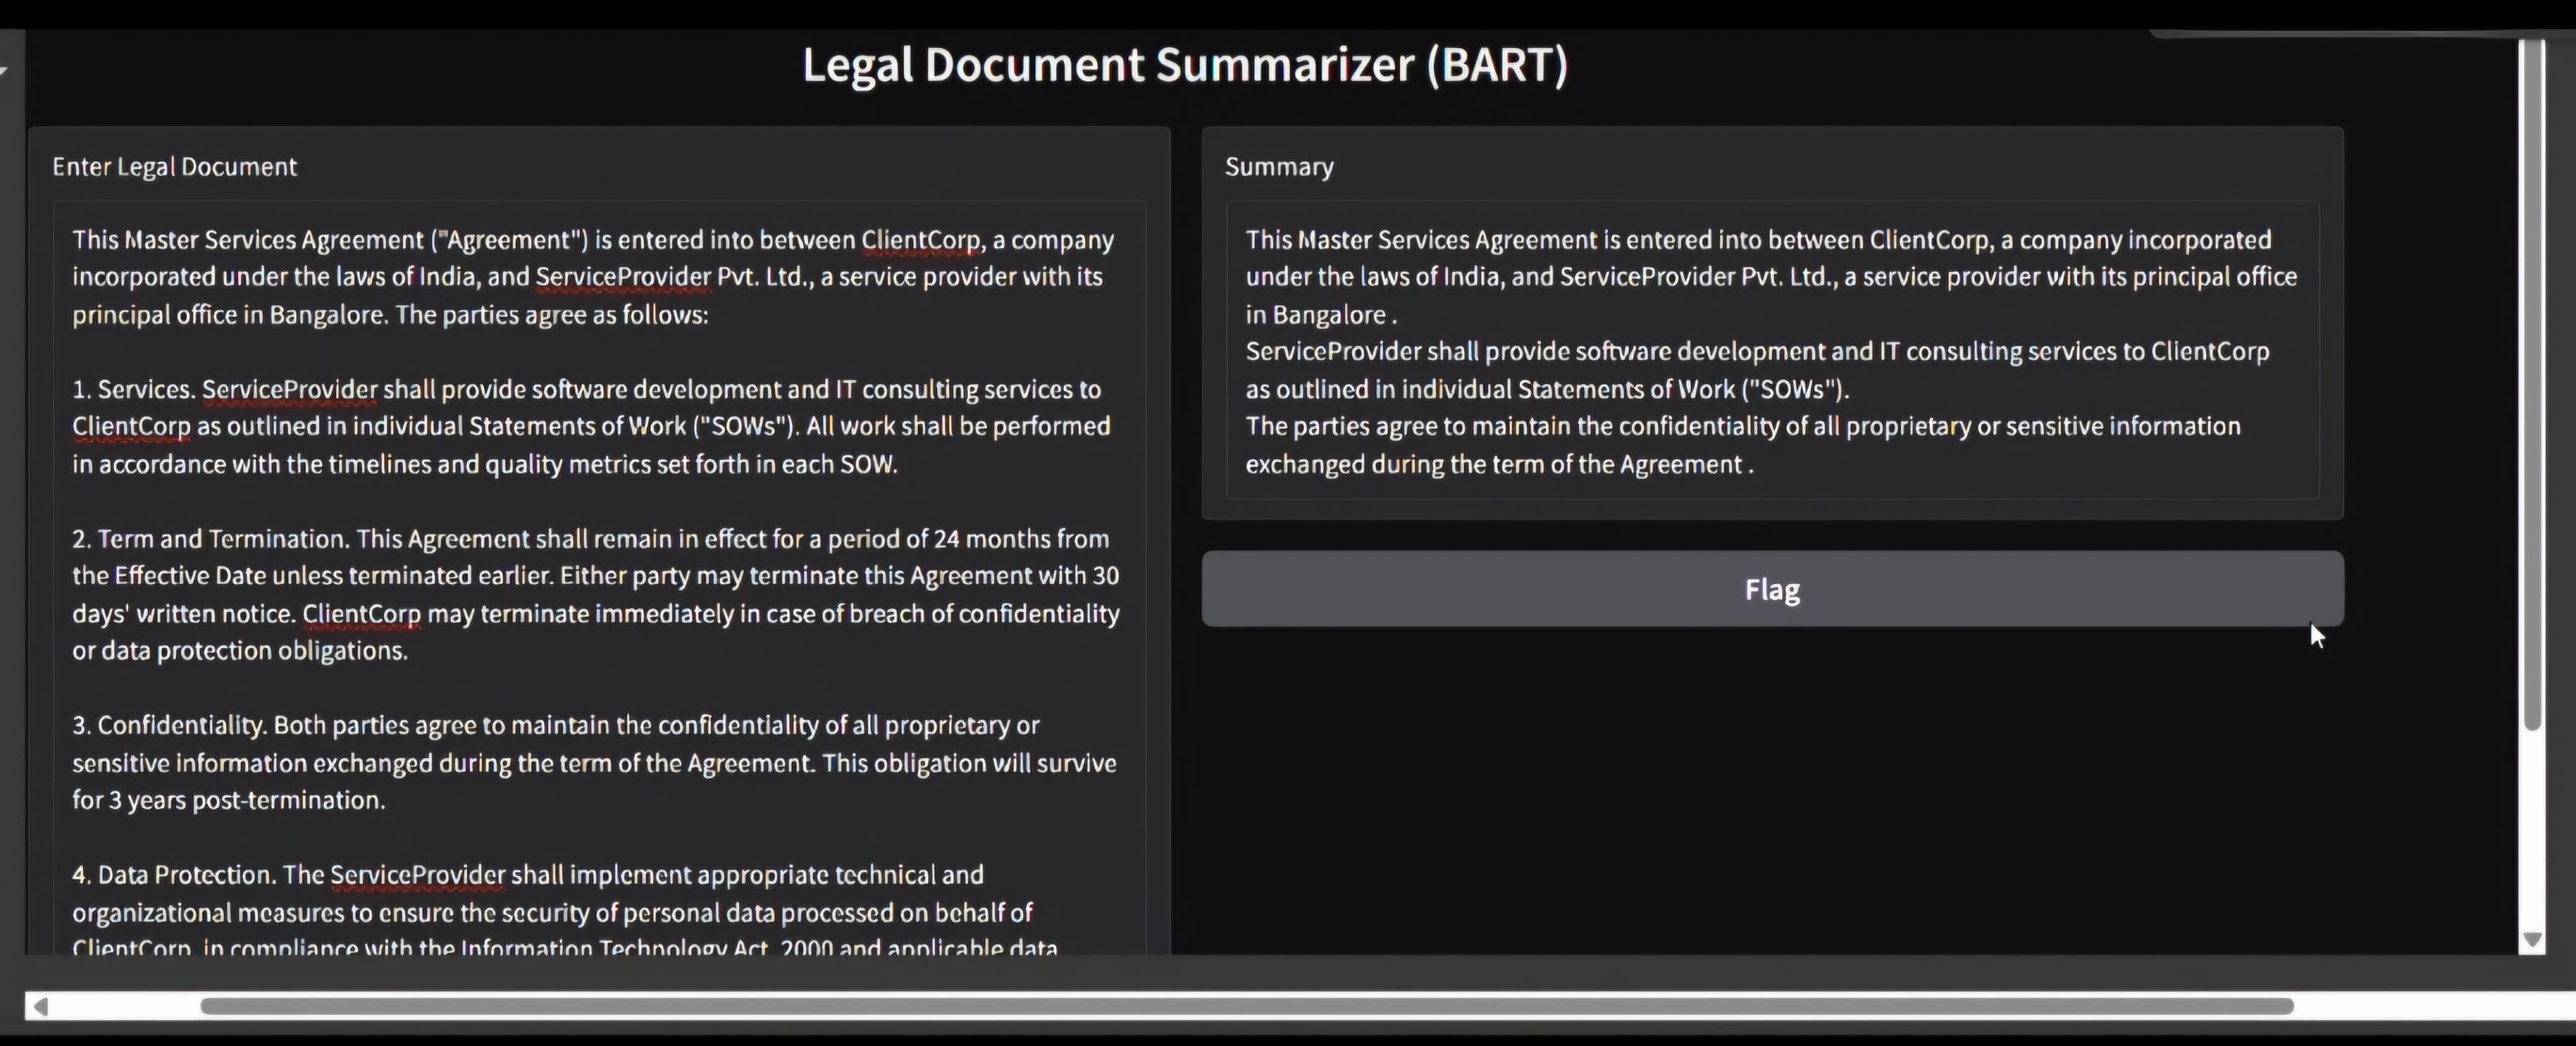 Legal Document Summarizer (BART)
Enter Legal Document
This Master Services Agreement ("Agreement") is entered into between ClientCorp, a company
incorporated under the laws of India, and ServiceProvider Pvt. Ltd., a service provider with its
principal office in Bangalore. The parties agree as follows:
1. Services. ServiceProvider shall provide software development and IT consulting services to
ClientCorp as outlined in individual Statements of Work ("SOWs"). All work shall be performed
in accordance with the timelines and quality metrics set forth in each SOW.
2. Term and Termination. This Agreement shall remain in effect for a period of 24 months from
the Effective Date unless terminated earlier. Either party may terminate this Agreement with 30
days' written notice. ClientCorp may terminate immediately in case of breach of confidentiality
or data protection obligations.
3. Confidentiality. Both parties agree to maintain the confidentiality of all proprietary or
sensitive information exchanged during the term of the Agreement. This obligation will survive
for 3 years post-termination.
4. Data Protection. The ServiceProvider shall implement appropriate technical and
organizational measures to ensure the security of personal data processed on behalf of
ClientCorp, in compliance with the Information Technology Act, 2000 and applicable data
Summary
This Master Services Agreement is entered into between ClientCorp, a company incorporated
under the laws of India, and ServiceProvider Pvt. Ltd., a service provider with its principal office
in Bangalore .
ServiceProvider shall provide software development and IT consulting services to ClientCorp
as outlined in individual Statements of Work ("SOWs").
The parties agree to maintain the confidentiality of all proprietary or sensitive information
exchanged during the term of the Agreement .
Flag